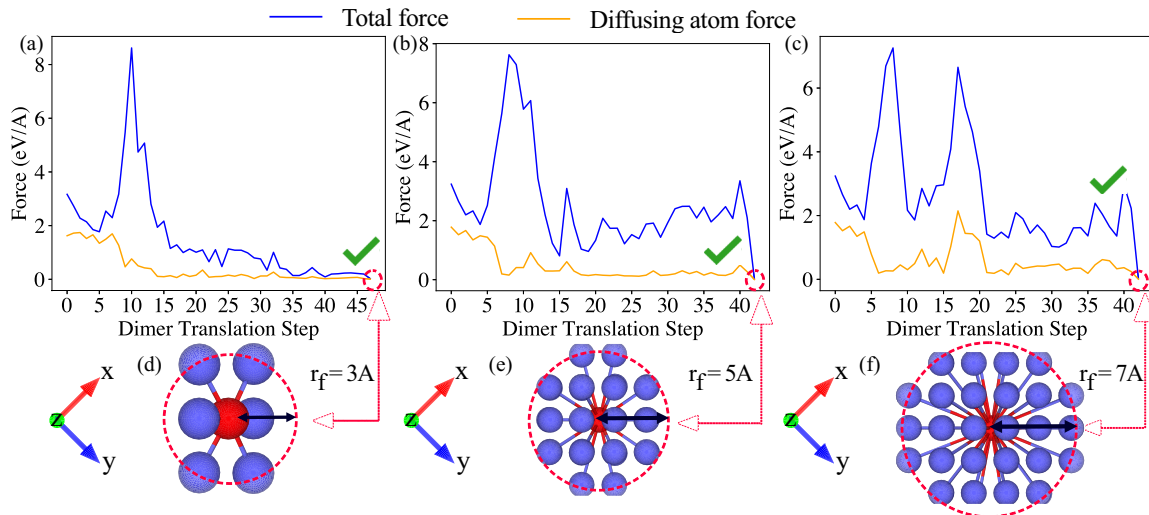 Total force
Diffusing atom force
(a)
Force (eV/A)
8
6
4
2
0
0 5 10 15 20 25 30 35 40 45
Dimer Translation Step
(b)
Force (eV/A)
8
6
4
2
0
0 5 10 15 20 25 30 35 40
Dimer Translation Step
(c)
Force (eV/A)
6
4
2
0
0 5 10 15 20 25 30 35 40
Dimer Translation Step
(d)
x
z
y
rf = 3A
(e)
x
z
y
rf = 5A
(f)
x
z
y
rf = 7A